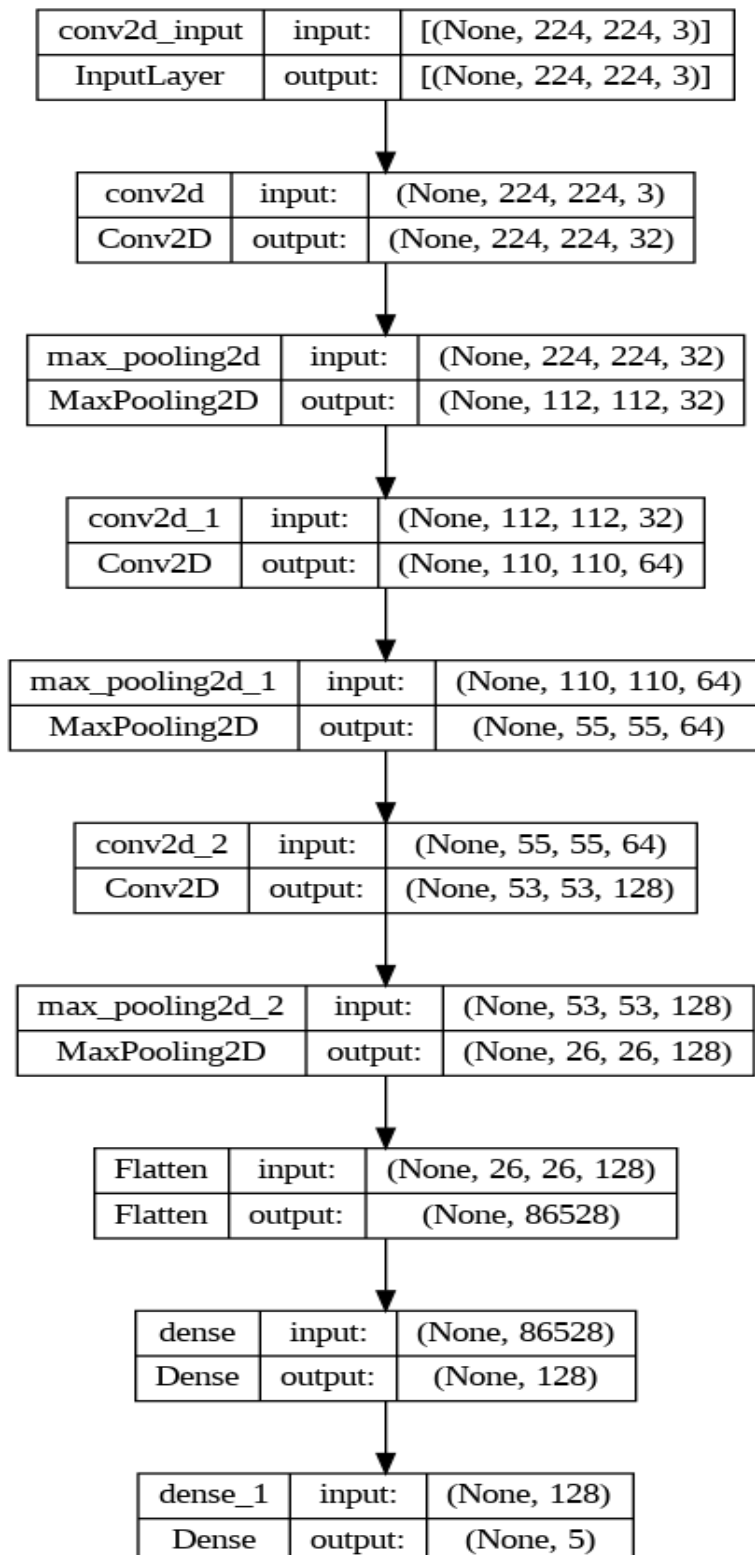 conv2d_input input: [(None, 224, 224, 3)]
InputLayer output: [(None, 224, 224, 3)]
conv2d input: (None, 224, 224, 3)
Conv2D output: (None, 224, 224, 32)
max_pooling2d input: (None, 224, 224, 32)
MaxPooling2D output: (None, 112, 112, 32)
conv2d_1 input: (None, 112, 112, 32)
Conv2D output: (None, 110, 110, 64)
max_pooling2d_1 input: (None, 110, 110, 64)
MaxPooling2D output: (None, 55, 55, 64)
conv2d_2 input: (None, 55, 55, 64)
Conv2D output: (None, 53, 53, 128)
max_pooling2d_2 input: (None, 53, 53, 128)
MaxPooling2D output: (None, 26, 26, 128)
Flatten input: (None, 26, 26, 128)
Flatten output: (None, 86528)
dense input: (None, 86528)
Dense output: (None, 128)
dense_1 input: (None, 128)
Dense output: (None, 5)